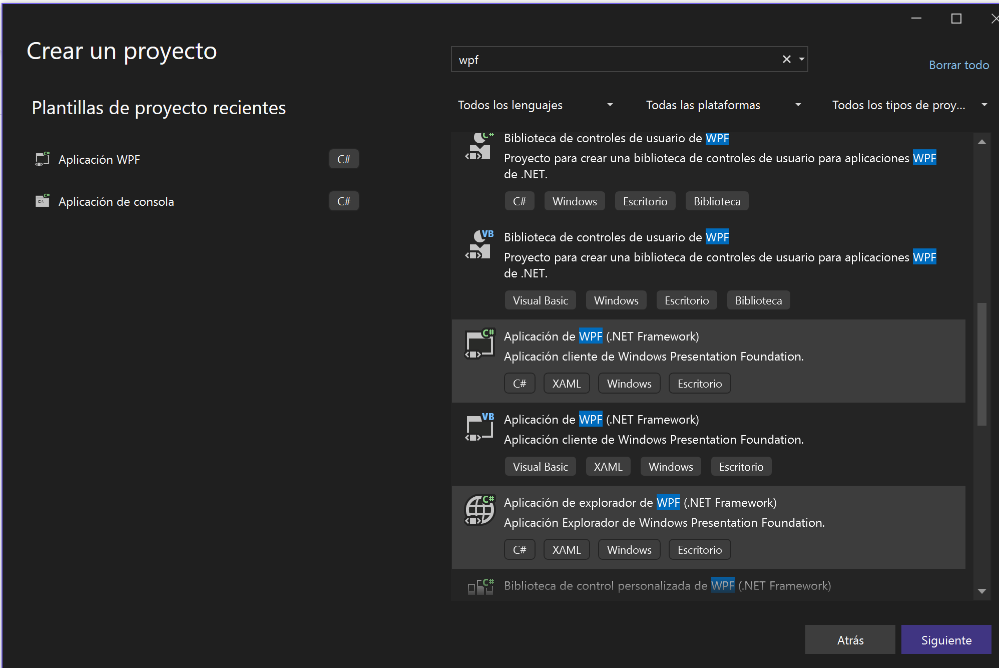 Crear un proyecto
wpf
Borrar todo
Plantillas de proyecto recientes
Aplicación WPF
C#
Aplicación de consola
C#
Todos los lenguajes
Todas las plataformas
Todos los tipos de proy...
C#
Biblioteca de controles de usuario de WPF
Proyecto para crear una biblioteca de controles de usuario para aplicaciones WPF
de .NET.
C# Windows Escritorio Biblioteca
VB
Biblioteca de controles de usuario de WPF
Proyecto para crear una biblioteca de controles de usuario para aplicaciones WPF
de .NET.
Visual Basic Windows Escritorio Biblioteca
C#
Aplicación de WPF (.NET Framework)
Aplicación cliente de Windows Presentation Foundation.
C# XAML Windows Escritorio
VB
Aplicación de WPF (.NET Framework)
Aplicación cliente de Windows Presentation Foundation.
Visual Basic XAML Windows Escritorio
C#
Aplicación de explorador de WPF (.NET Framework)
Aplicación Explorador de Windows Presentation Foundation.
C# XAML Windows Escritorio
C#
Biblioteca de control personalizada de WPF (.NET Framework)
Atrás
Siguiente